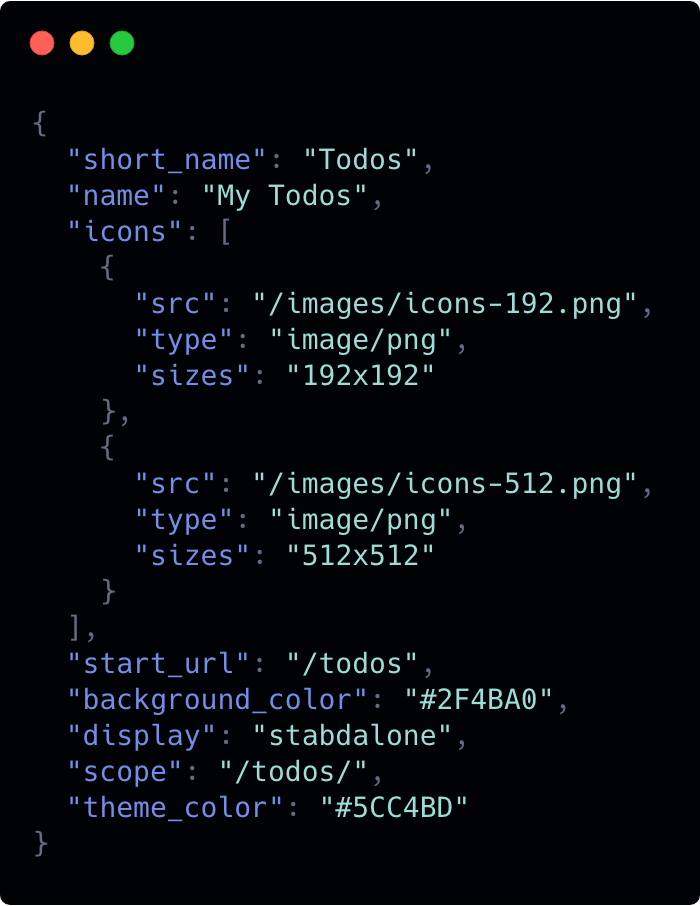 {
  "short_name": "Todos",
  "name": "My Todos",
  "icons": [
    {
      "src": "/images/icons-192.png",
      "type": "image/png",
      "sizes": "192x192"
    },
    {
      "src": "/images/icons-512.png",
      "type": "image/png",
      "sizes": "512x512"
    }
  ],
  "start_url": "/todos",
  "background_color": "#2F4BA0",
  "display": "stabdalone",
  "scope": "/todos/",
  "theme_color": "#5CC4BD"
}